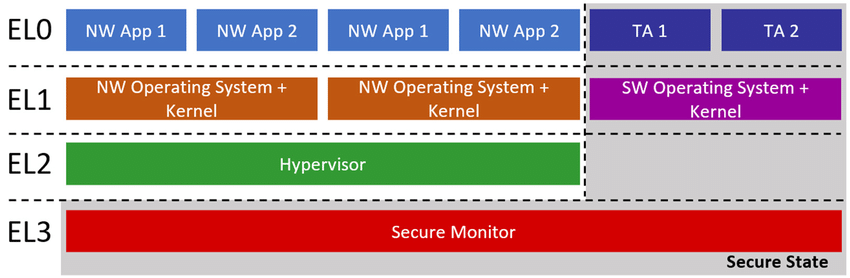 EL0 NW App 1 NW App 2 NW App 1 NW App 2 TA 1 TA 2
EL1
NW Operating System +
Kernel
NW Operating System +
Kernel
SW Operating System +
Kernel
EL2 Hypervisor
EL3 Secure Monitor
Secure State